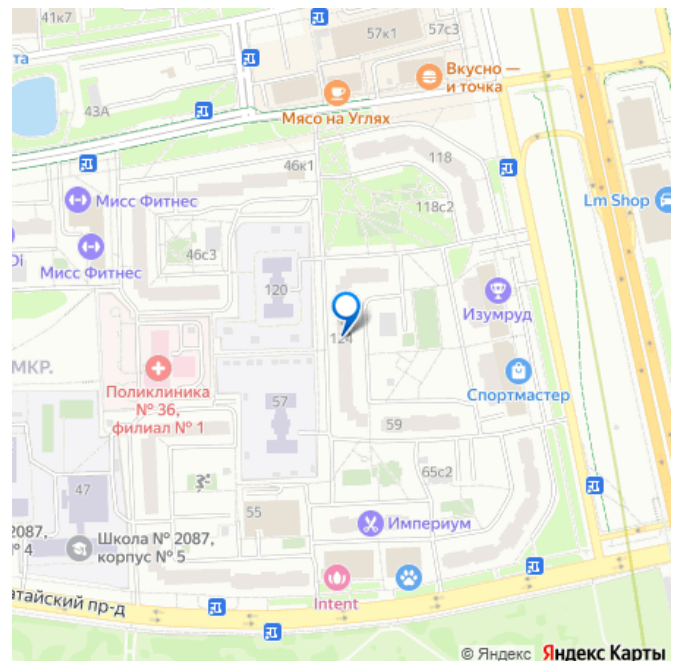 41к7
57к1
57с3
та
Вкусно —
и точка
43А
Мясо на Углях
46к1
118
Мисс Фитнес
118с2
Lm Shop
Di
46с3
Мисс Фитнес
120
Изумруд
124
МКР.
Поликлиника
№ 36,
филиал № 1
57
Спортмастер
59
65с2
47
55
Империум
2087,
№ 4
Школа № 2087,
корпус № 5
атайский пр-д
Intent
© Яндекс Яндекс Карты